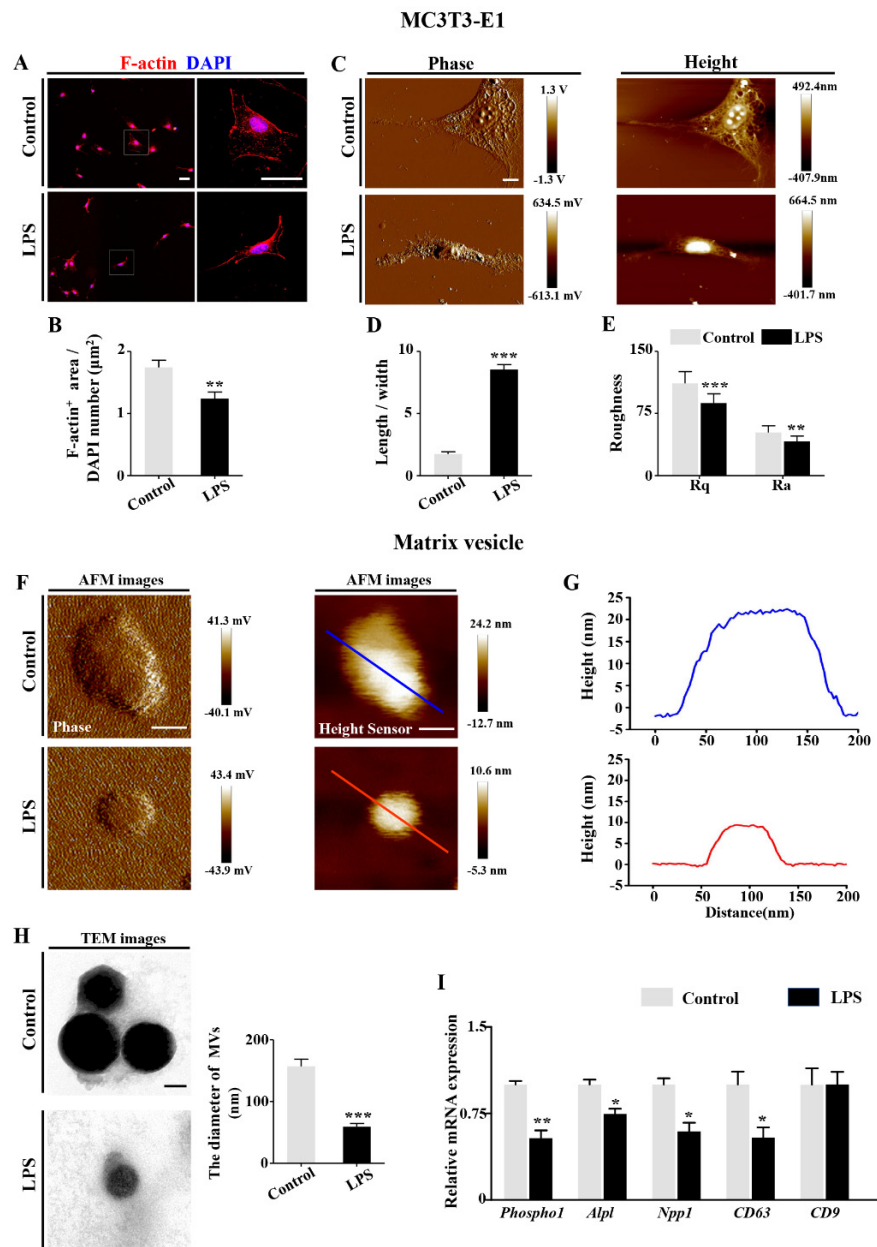 MC3T3-E1
A
F-actin DAPI
Control
LPS
C
Phase
Height
Control
LPS
1.3 V
-1.3 V
634.5 mV
-613.1 mV
492.4nm
-407.9nm
664.5 nm
-401.7 nm
B
F-actin⁺ area /
DAPI number (μm²)
2
1
0
**
Control
LPS
D
Length / width
10
5
0
***
Control
LPS
E
Control
LPS
Roughness
150
75
0
***
**
Rq
Ra
Matrix vesicle
F
AFM images
AFM images
Control
LPS
Phase
Height Sensor
41.3 mV
-40.1 mV
43.4 mV
-43.9 mV
24.2 nm
-12.7 nm
10.6 nm
-5.3 nm
G
Height (nm)
25
20
15
10
5
0
-5
0
50
100
150
200
Height (nm)
25
20
15
10
5
0
-5
0
50
100
150
200
Distance(nm)
H
TEM images
Control
LPS
The diameter of MVs
(nm)
200
100
0
***
Control
LPS
I
Control
LPS
Relative mRNA expression
1.5
0.75
0
**
*
*
*
Phospho1
Alpl
Npp1
CD63
CD9